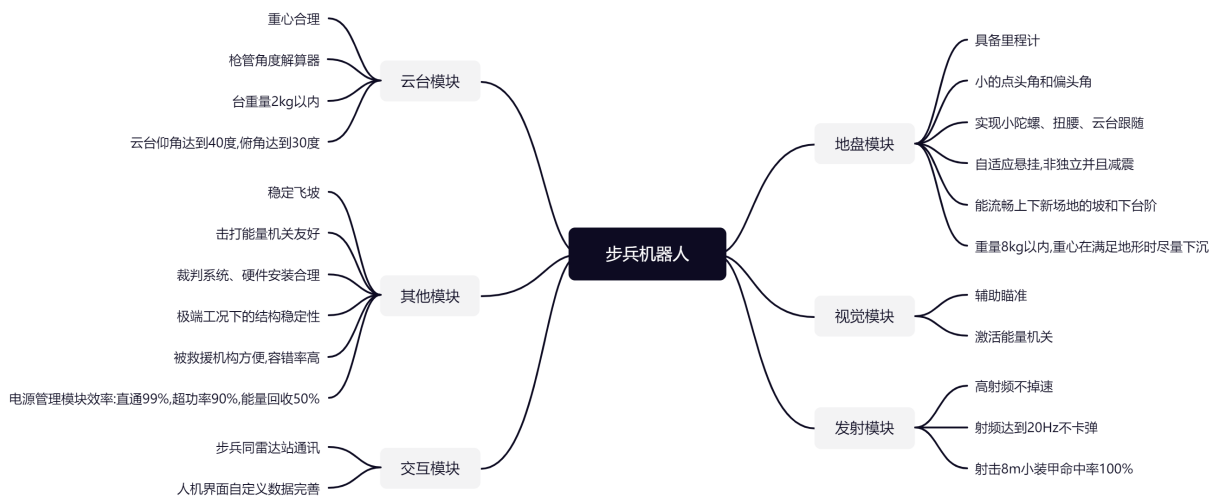 步兵机器人
云台模块
重心合理
枪管角度解算器
台重量2kg以内
云台仰角达到40度,俯角达到30度
其他模块
稳定飞坡
击打能量机关友好
裁判系统、硬件安装合理
极端工况下的结构稳定性
被救援机构方便,容错率高
电源管理模块效率:直通99%,超功率90%,能量回收50%
交互模块
步兵同雷达站通讯
人机界面自定义数据完善
地盘模块
具备里程计
小的点头角和偏头角
实现小陀螺、扭腰、云台跟随
自适应悬挂,非独立并且减震
能流畅上下新场地的坡和下台阶
重量8kg以内,重心在满足地形时尽量下沉
视觉模块
辅助瞄准
激活能量机关
发射模块
高射频不掉速
射频达到20Hz不卡弹
射击8m小装甲命中率100%